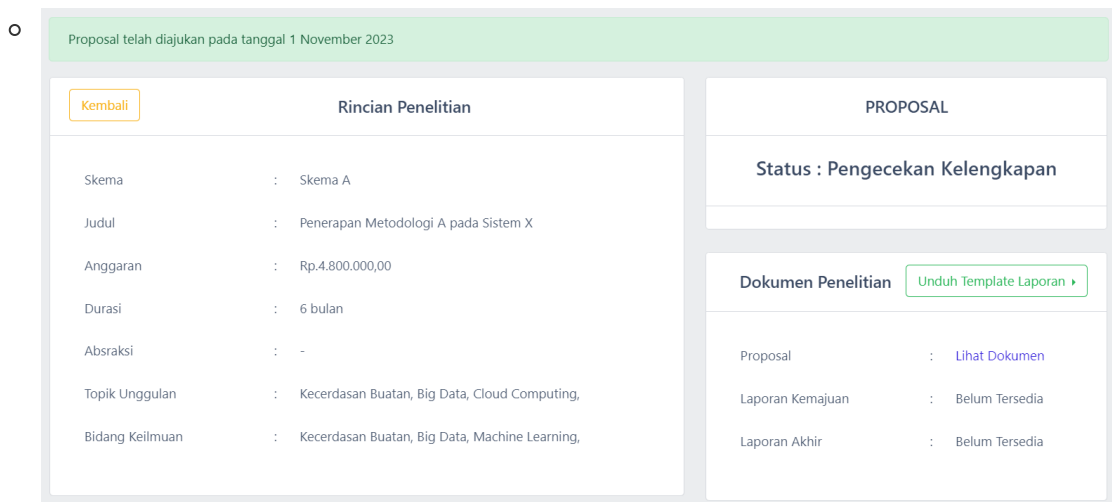 Proposal telah diajukan pada tanggal 1 November 2023
Kembali
Rincian Penelitian
Skema : Skema A
Judul : Penerapan Metodologi A pada Sistem X
Anggaran : Rp.4.800.000,00
Durasi : 6 bulan
Absraksi : -
Topik Unggulan : Kecerdasan Buatan, Big Data, Cloud Computing,
Bidang Keilmuan : Kecerdasan Buatan, Big Data, Machine Learning,
PROPOSAL
Status : Pengecekan Kelengkapan
Dokumen Penelitian
Unduh Template Laporan
Proposal : Lihat Dokumen
Laporan Kemajuan : Belum Tersedia
Laporan Akhir : Belum Tersedia